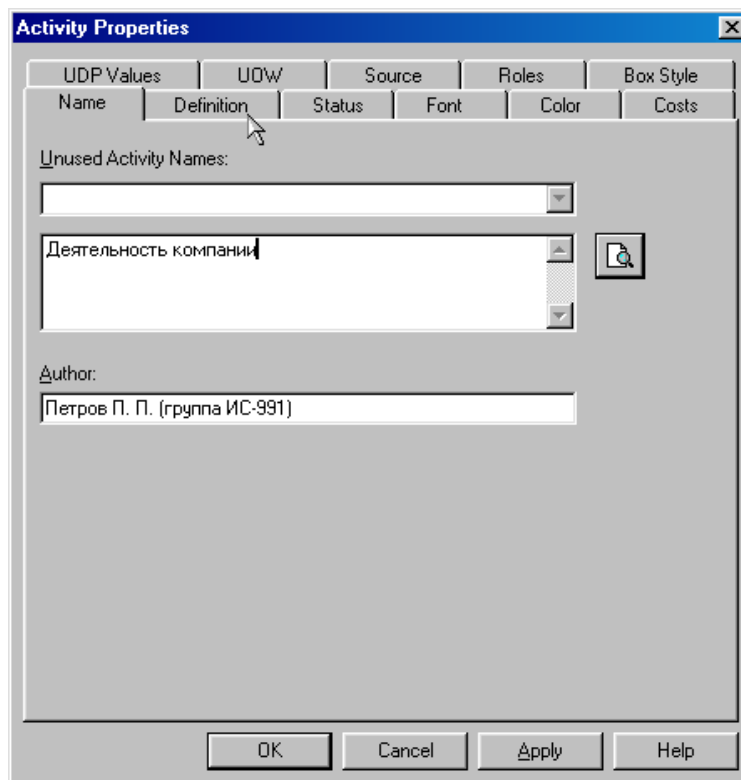 Activity Properties
UDP Values UOW Source Roles Box Style
Name Definition Status Font Color Costs
Unused Activity Names:
Деятельность компании
Author:
Петров П. П. (группа ИС-991)
OK Cancel Apply Help